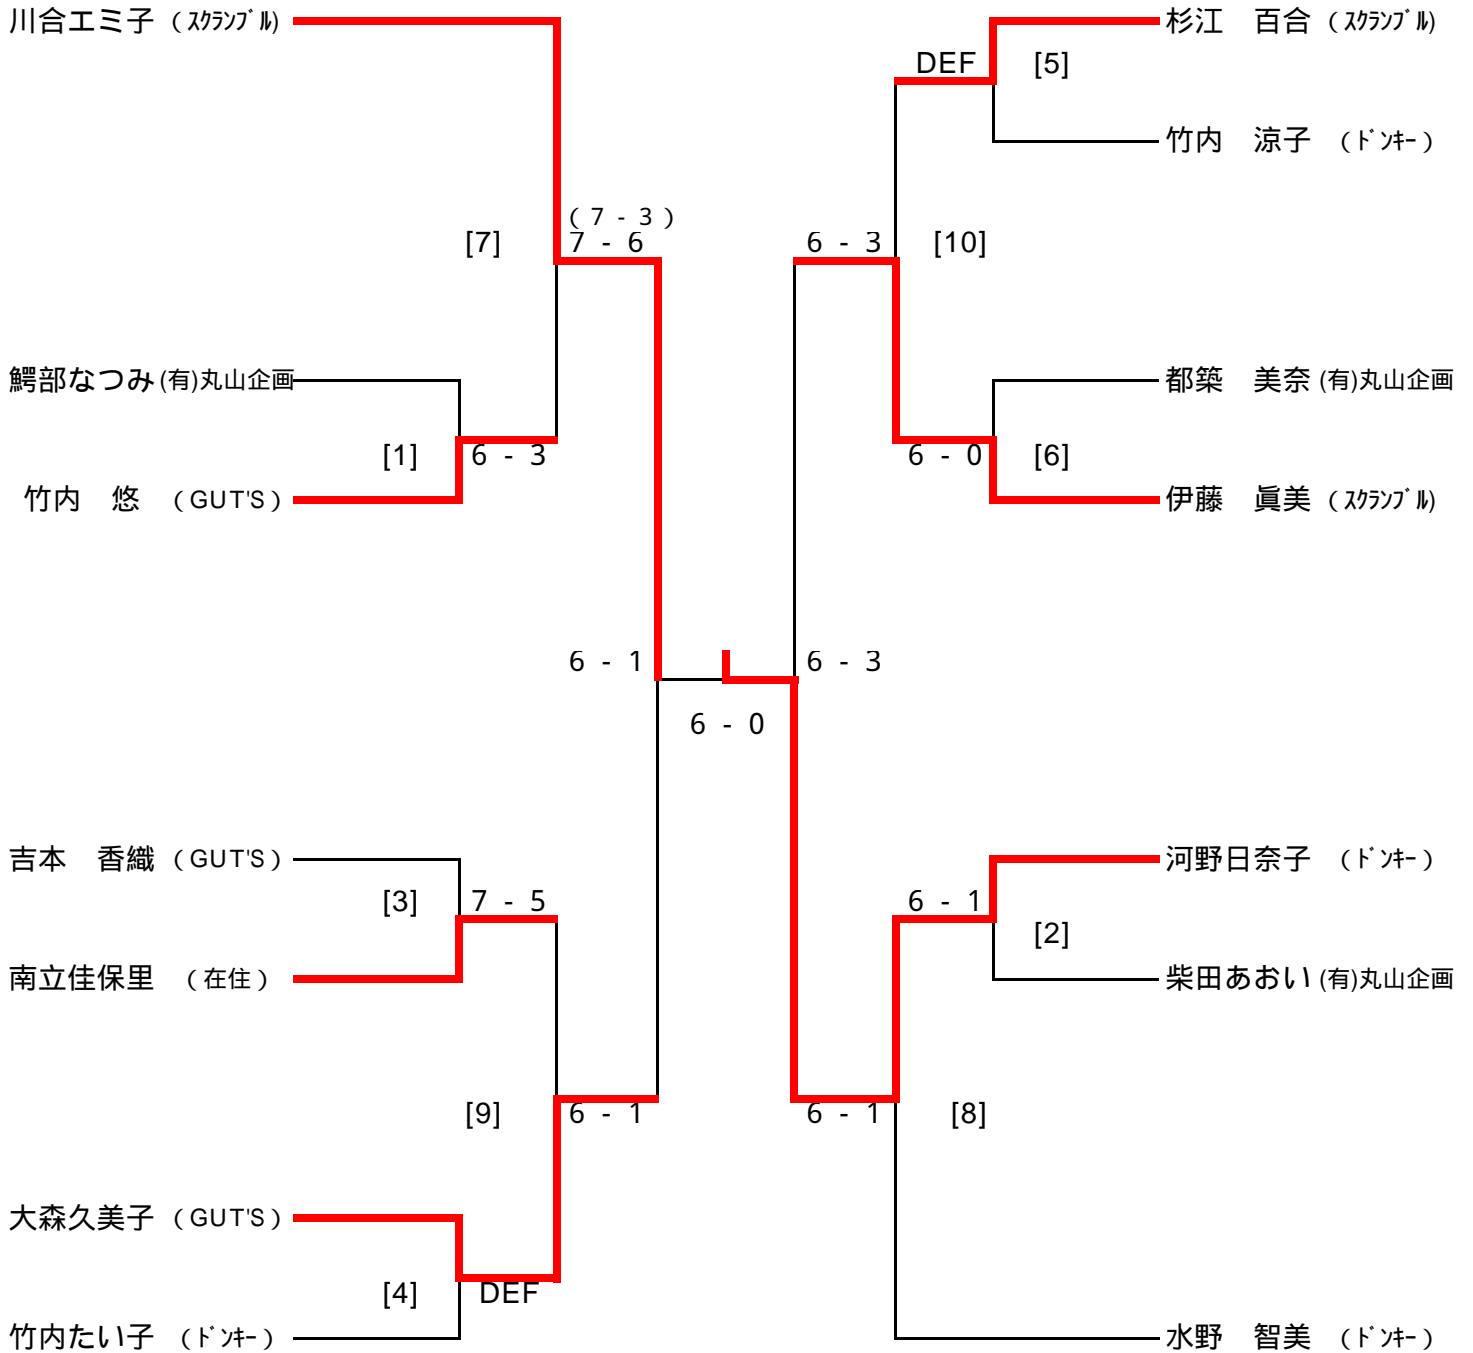 川合エミ子 (ｽｸﾗﾝﾌﾞﾙ)
(7-3)
[7] 7-6
鰐部なつみ(有)丸山企画
[1] 6-3
竹内 悠 (GUT'S)
6-1
吉本 香織 (GUT'S)
[3] 7-5
南立佳保里 (在住)
[9] 6-1
大森久美子 (GUT'S)
[4] DEF
竹内たい子 (ﾄﾞﾝｷｰ)
6-0
杉江 百合 (ｽｸﾗﾝﾌﾞﾙ)
DEF [5]
竹内 涼子 (ﾄﾞﾝｷｰ)
6-3 [10]
都築 美奈(有)丸山企画
6-0 [6]
伊藤 眞美 (ｽｸﾗﾝﾌﾞﾙ)
6-3
河野日奈子 (ﾄﾞﾝｷｰ)
6-1
[2]
柴田あおい(有)丸山企画
6-1 [8]
水野 智美 (ﾄﾞﾝｷｰ)